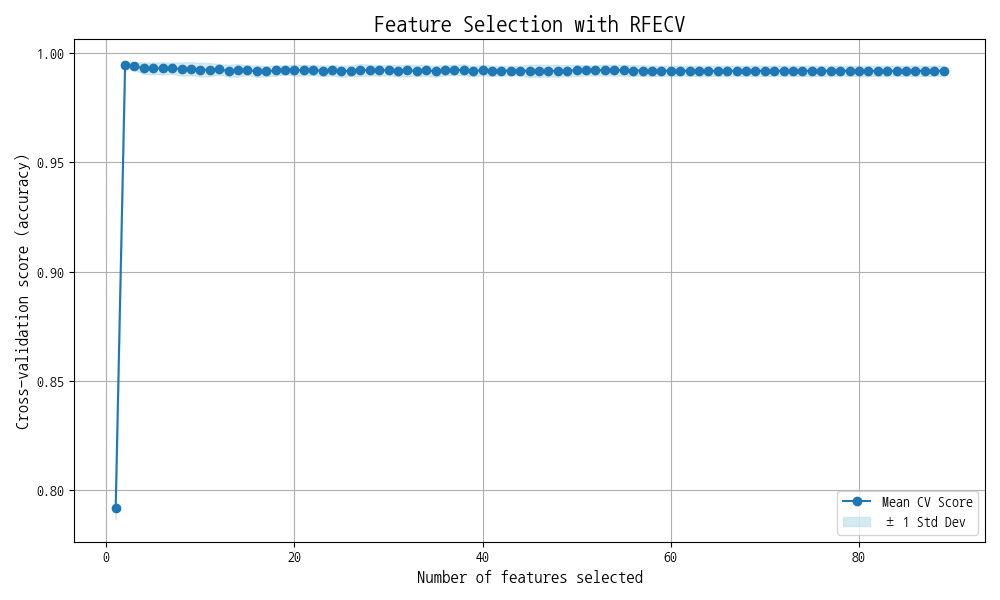 Feature Selection with RFECV
Cross-validation score (accuracy)
1.00
0.95
0.90
0.85
0.80
Mean CV Score
± 1 Std Dev
0 20 40 60 80
Number of features selected